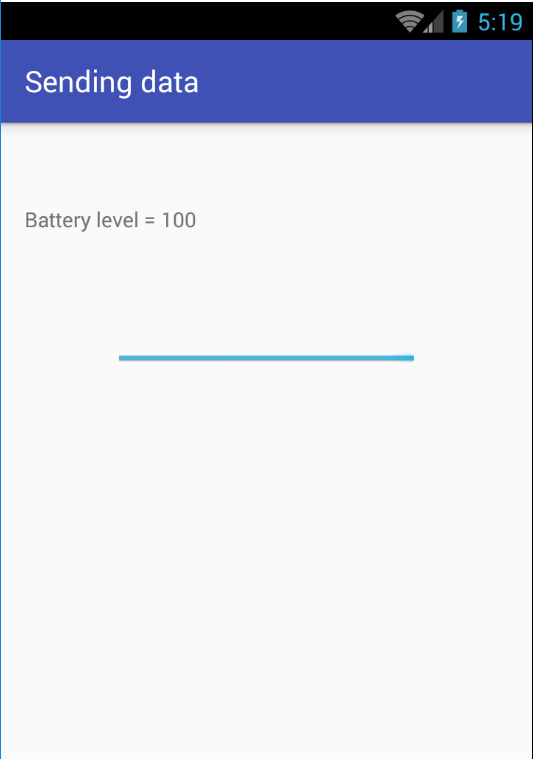 5:19
Sending data
Battery level = 100